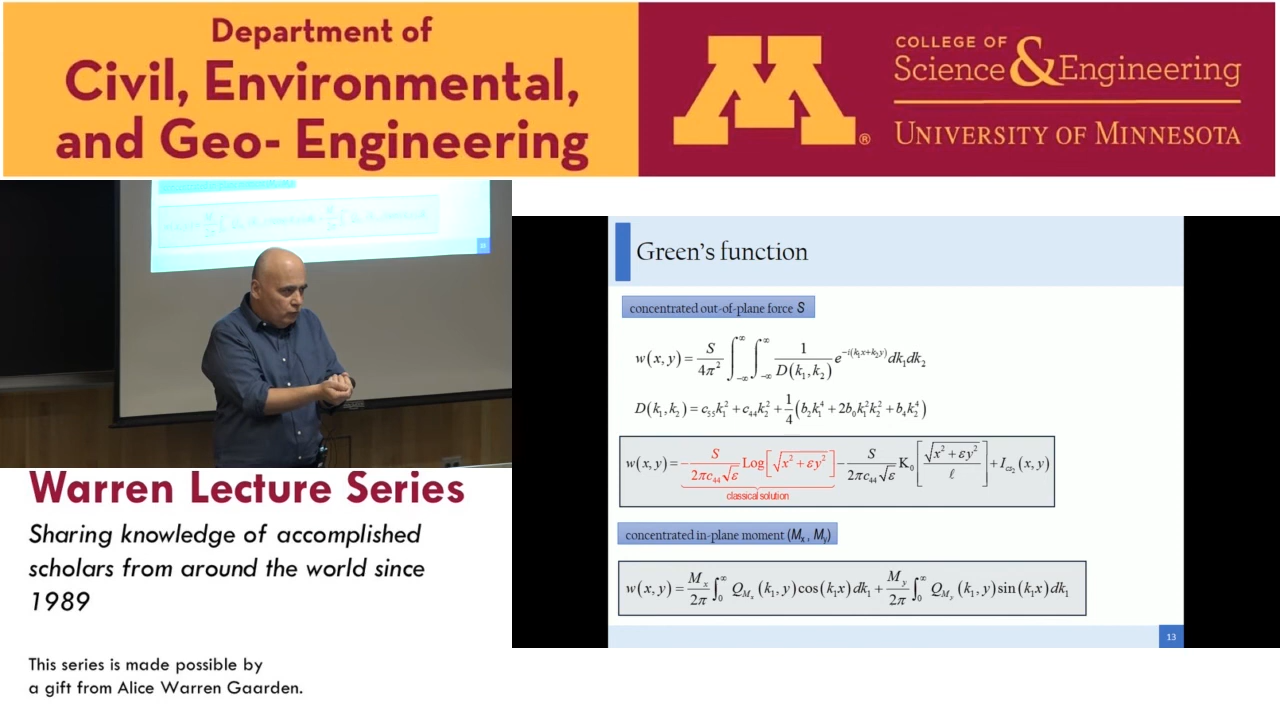 Department of
Civil, Environmental,
and Geo- Engineering
M®
COLLEGE OF
Science & Engineering
UNIVERSITY OF MINNESOTA
Warren Lecture Series
Sharing knowledge of accomplished
scholars from around the world since
1989
This series is made possible by
a gift from Alice Warren Gaarden.
Green's function
concentrated out-of-plane force S
w(x, y) = S/4π² ∫_{-∞}^{∞} ∫_{-∞}^{∞} 1/D(k₁,k₂) e^{-i(k₁x+k₂y)} dk₁dk₂
D(k₁,k₂) = c₅₅k₁² + c₄₄k₂² + 1/4 (b₂k₁⁴ + 2b₀k₁²k₂² + b₄k₂⁴)
w(x, y) = -S/(2πc₄₄√ε) Log[√(x² + εy²)] - S/(2πc₄₄√ε) K₀[√(x² + εy²)/ℓ] + I_{ω₂}(x, y)
classical solution
concentrated in-plane moment (Mₓ , M_y)
w(x, y) = Mₓ/2π ∫₀^∞ Q_{Mₓ}(k₁, y)cos(k₁x)dk₁ + M_y/2π ∫₀^∞ Q_{M_y}(k₁, y)sin(k₁x)dk₁
13